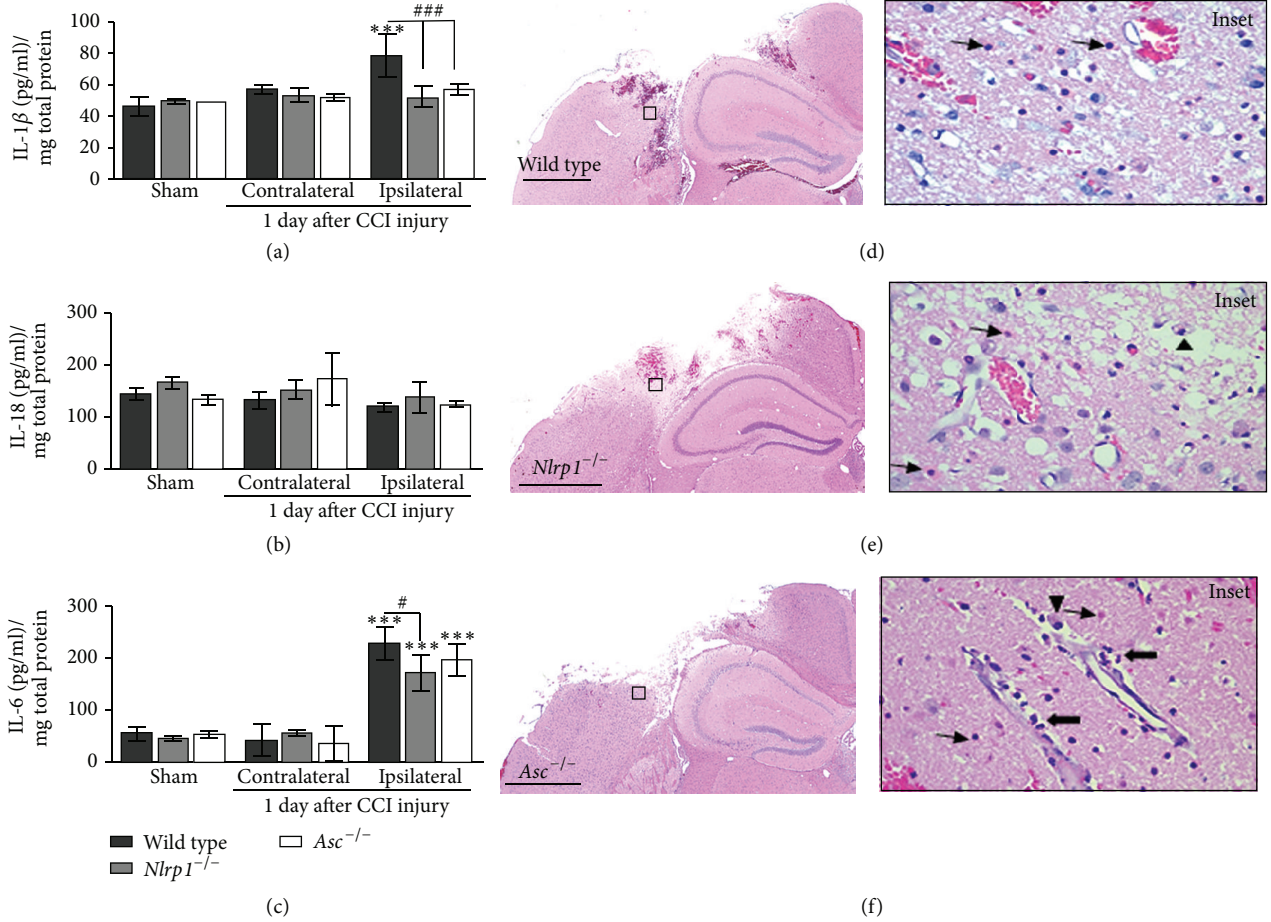 IL-1β (pg/ml)/
mg total protein
100
80
60
40
20
0
***
###
Sham
Contralateral
Ipsilateral
1 day after CCI injury
(a)
Wild type
Inset
(d)
IL-18 (pg/ml)/
mg total protein
300
200
100
0
Sham
Contralateral
Ipsilateral
1 day after CCI injury
(b)
Nlrp1−/−
Inset
(e)
IL-6 (pg/ml)/
mg total protein
300
200
100
0
***
#
***
***
Sham
Contralateral
Ipsilateral
1 day after CCI injury
Wild type
Nlrp1−/−
Asc−/−
(c)
Asc−/−
Inset
(f)